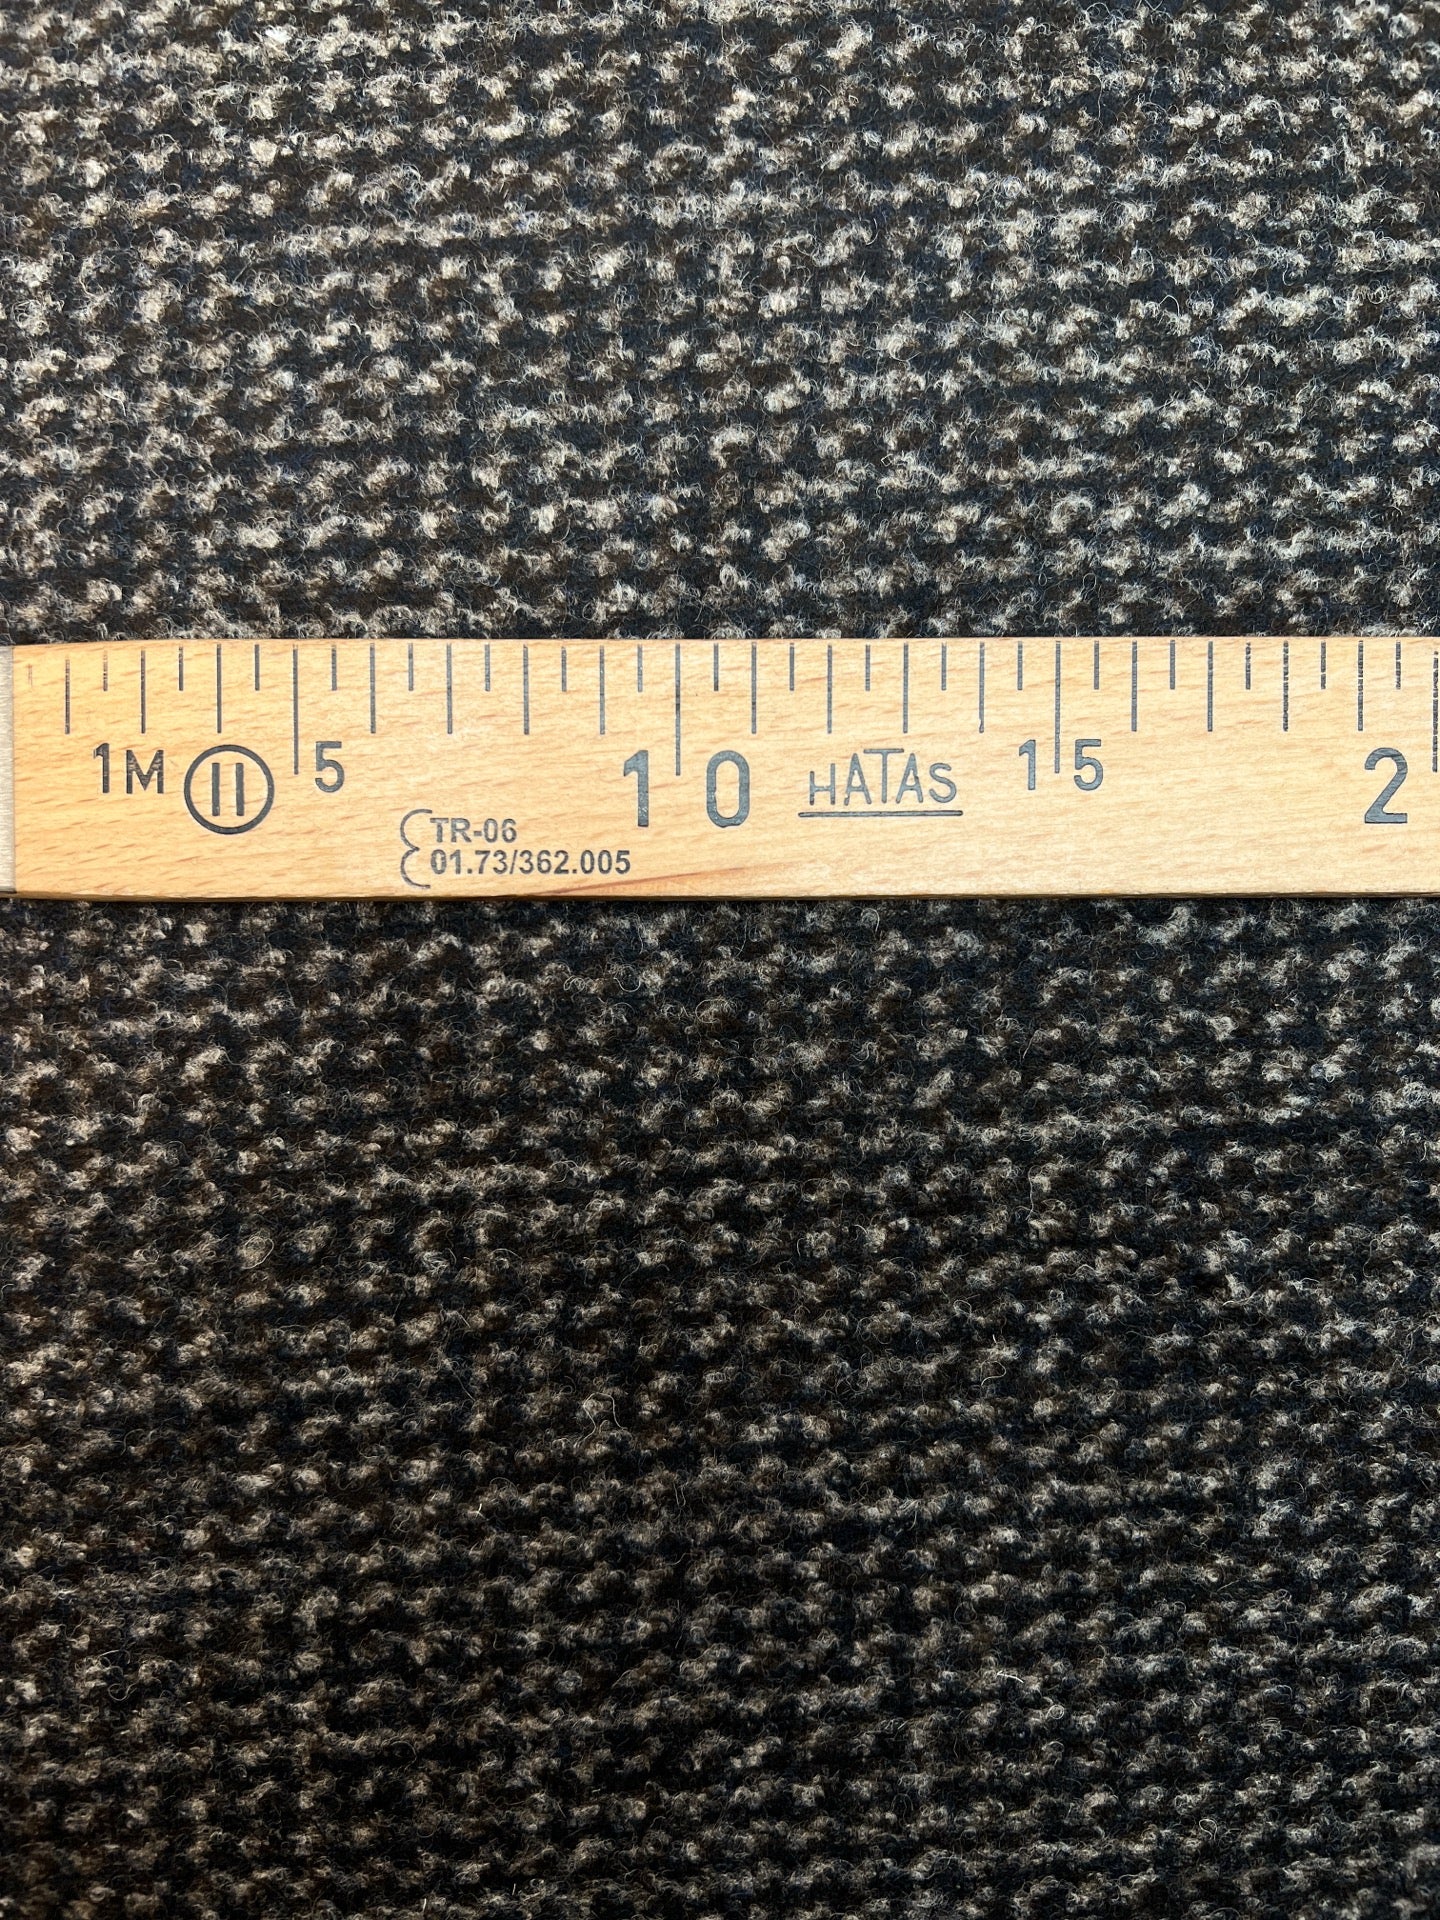 1M II 5 10 HATAS 15 2
TR-06
01.73/362.005